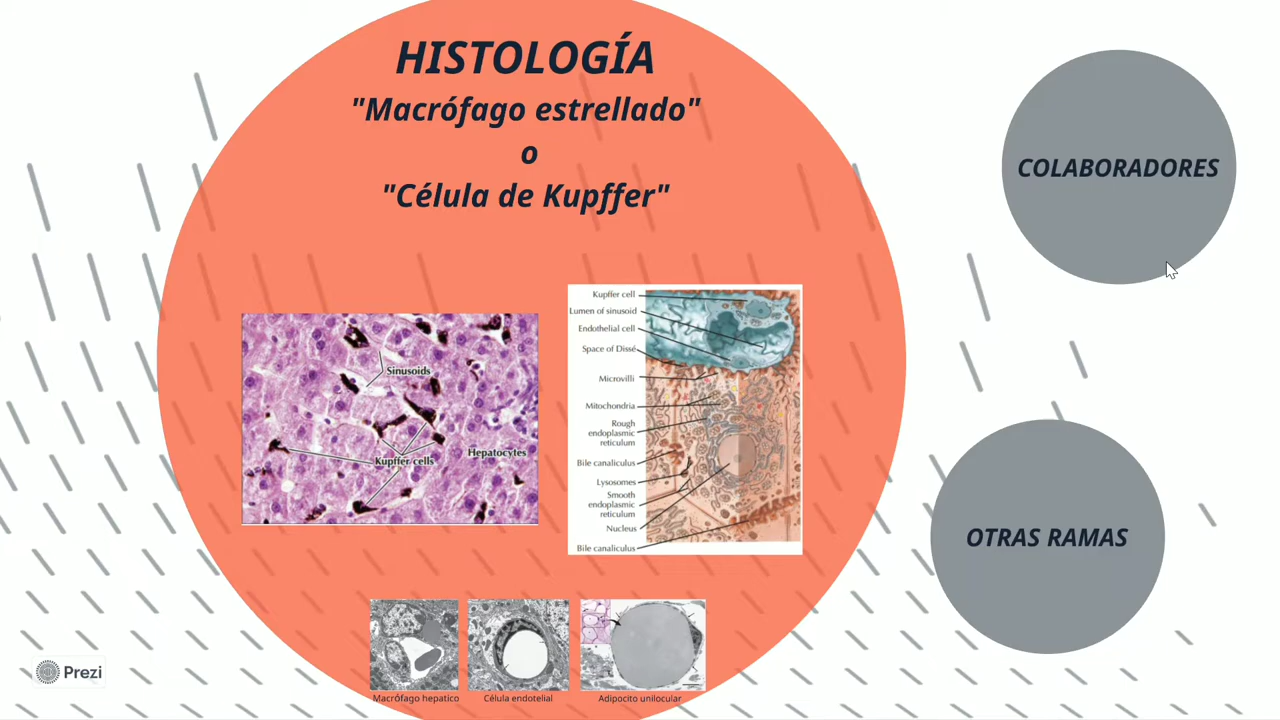 HISTOLOGÍA
"Macrófago estrellado"
o
"Célula de Kupffer"
COLABORADORES
Sinusoids
Kupffer cells
Hepatocytes
Kupffer cell
Lumen of sinusoid
Endothelial cell
Space of Dissé
Microvilli
Mitochondria
Rough
endoplasmic
reticulum
Bile canaliculus
Lysosomes
Smooth
endoplasmic
reticulum
Nucleus
Bile canaliculus
OTRAS RAMAS
Macrófago hepatico
Célula endotelial
Adipocito unilocular
Prezi